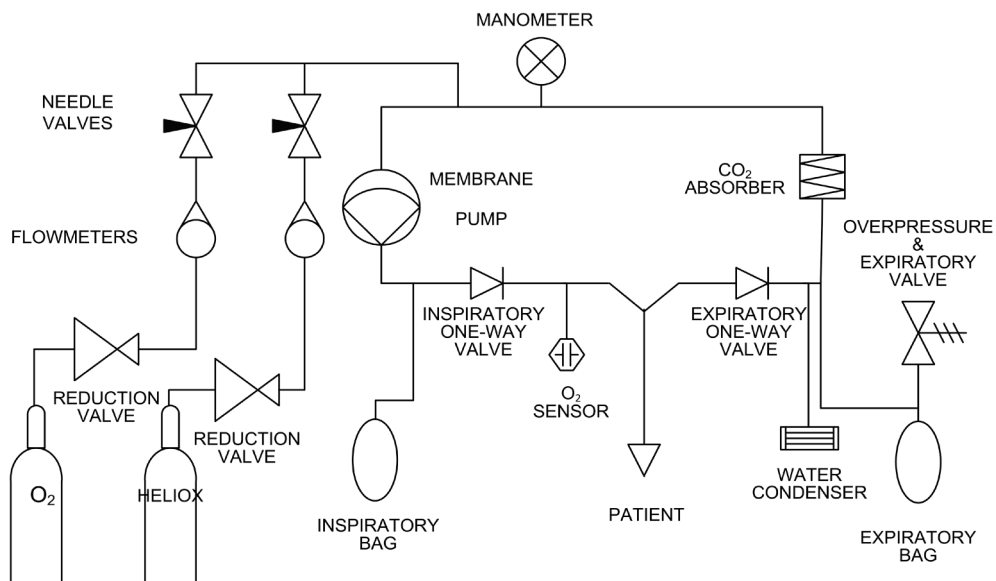 MANOMETER
NEEDLE
VALVES
CO₂
ABSORBER
MEMBRANE
PUMP
FLOWMETERS
OVERPRESSURE
&
EXPIRATORY
VALVE
INSPIRATORY
ONE-WAY
VALVE
EXPIRATORY
ONE-WAY
VALVE
REDUCTION
VALVE
O₂
SENSOR
REDUCTION
VALVE
O₂
HELIOX
WATER
CONDENSER
PATIENT
INSPIRATORY
BAG
EXPIRATORY
BAG